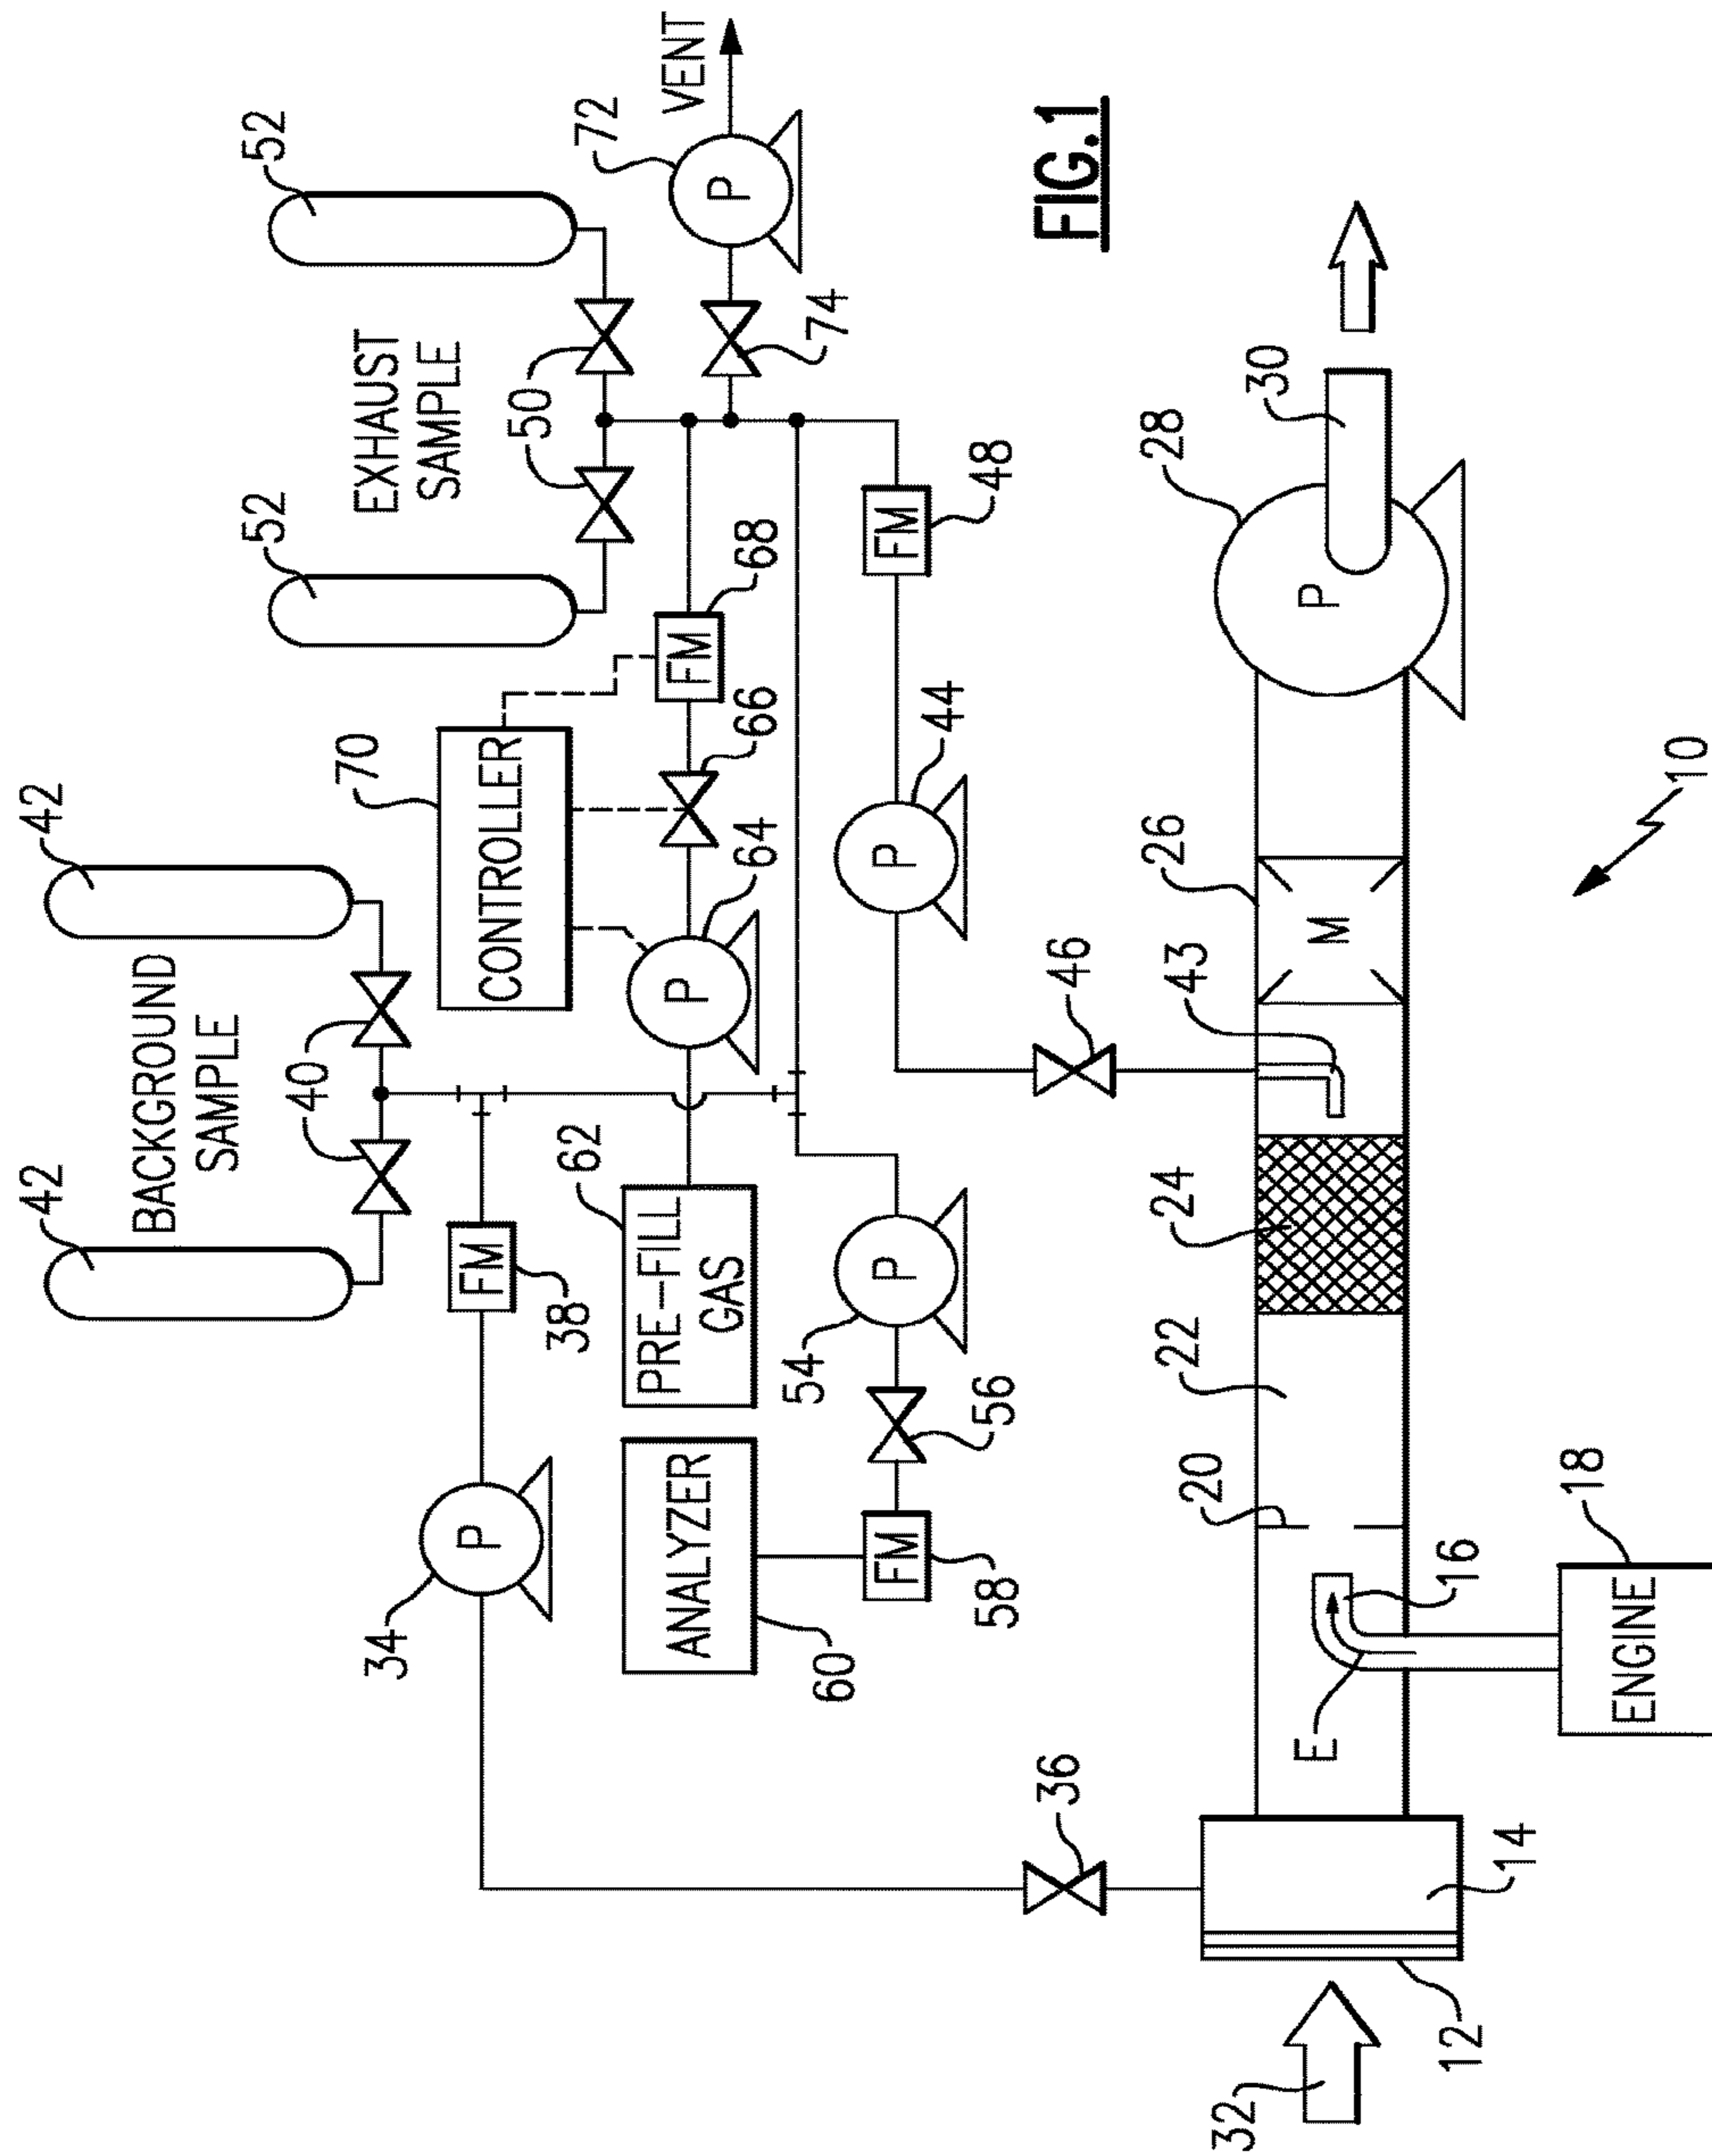 42
BACKGROUND
SAMPLE
42
40
52
EXHAUST
SAMPLE
52
50
VENT
72
P
74
70
CONTROLLER
68
FM
66
64
P
34
P
38
FM
62
PRE-FILL
GAS
ANALYZER
60
FM
58
56
54
P
44
P
FM
48
36
46
FIG.1
32
12
14
E
16
ENGINE
18
20
22
24
43
M
26
28
P
30
10